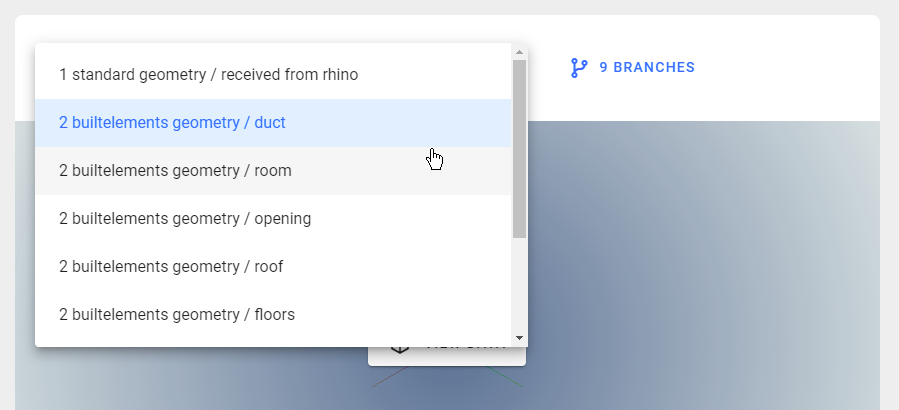 1 standard geometry / received from rhino
9 BRANCHES
2 builtelements geometry / duct
2 builtelements geometry / room
2 builtelements geometry / opening
2 builtelements geometry / roof
2 builtelements geometry / floors